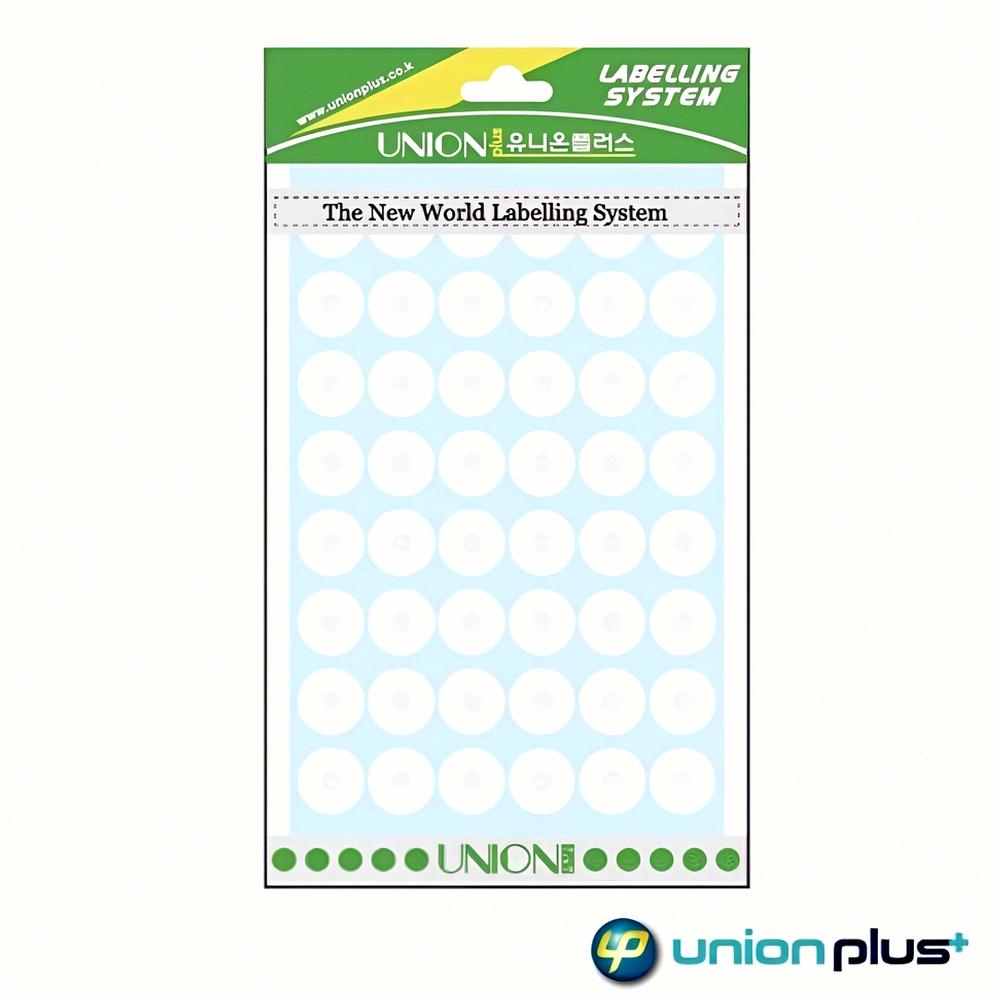 www.unionplus.co.k
LABELLING
SYSTEM
UNION plus 유니온플러스
The New World Labelling System
UNION
union plus+